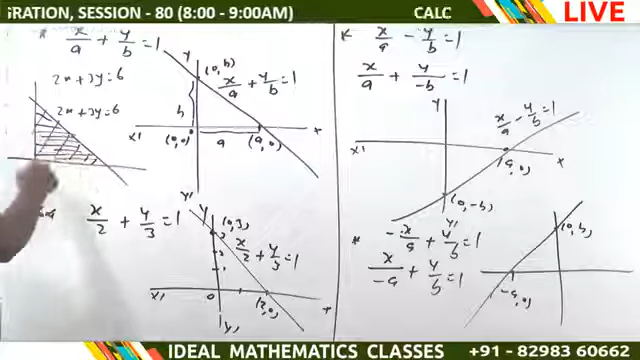 IRATION, SESSION - 80 (8:00 - 9:00AM)
CALC
LIVE
* x/a + y/b = 1
2x + 3y = 6
2x + 3y = 6
y
(0,b)
x/a + y/b = 1
b
x'
(0,0)
a
(a,0)
x
x/2 + y/3 = 1
y'
y
(0,3)
x/2 + y/3 = 1
x'
0
(2,0)
x
y'
* x/a - y/b = 1
x/a + y/-b = 1
y
x/a - y/b = 1
x'
(a,0)
x
(0,-b)
y'
* -x/a + y/b = 1
x/-a + y/b = 1
(0,b)
-a,0)
IDEAL MATHEMATICS CLASSES
+91 - 82983 60662